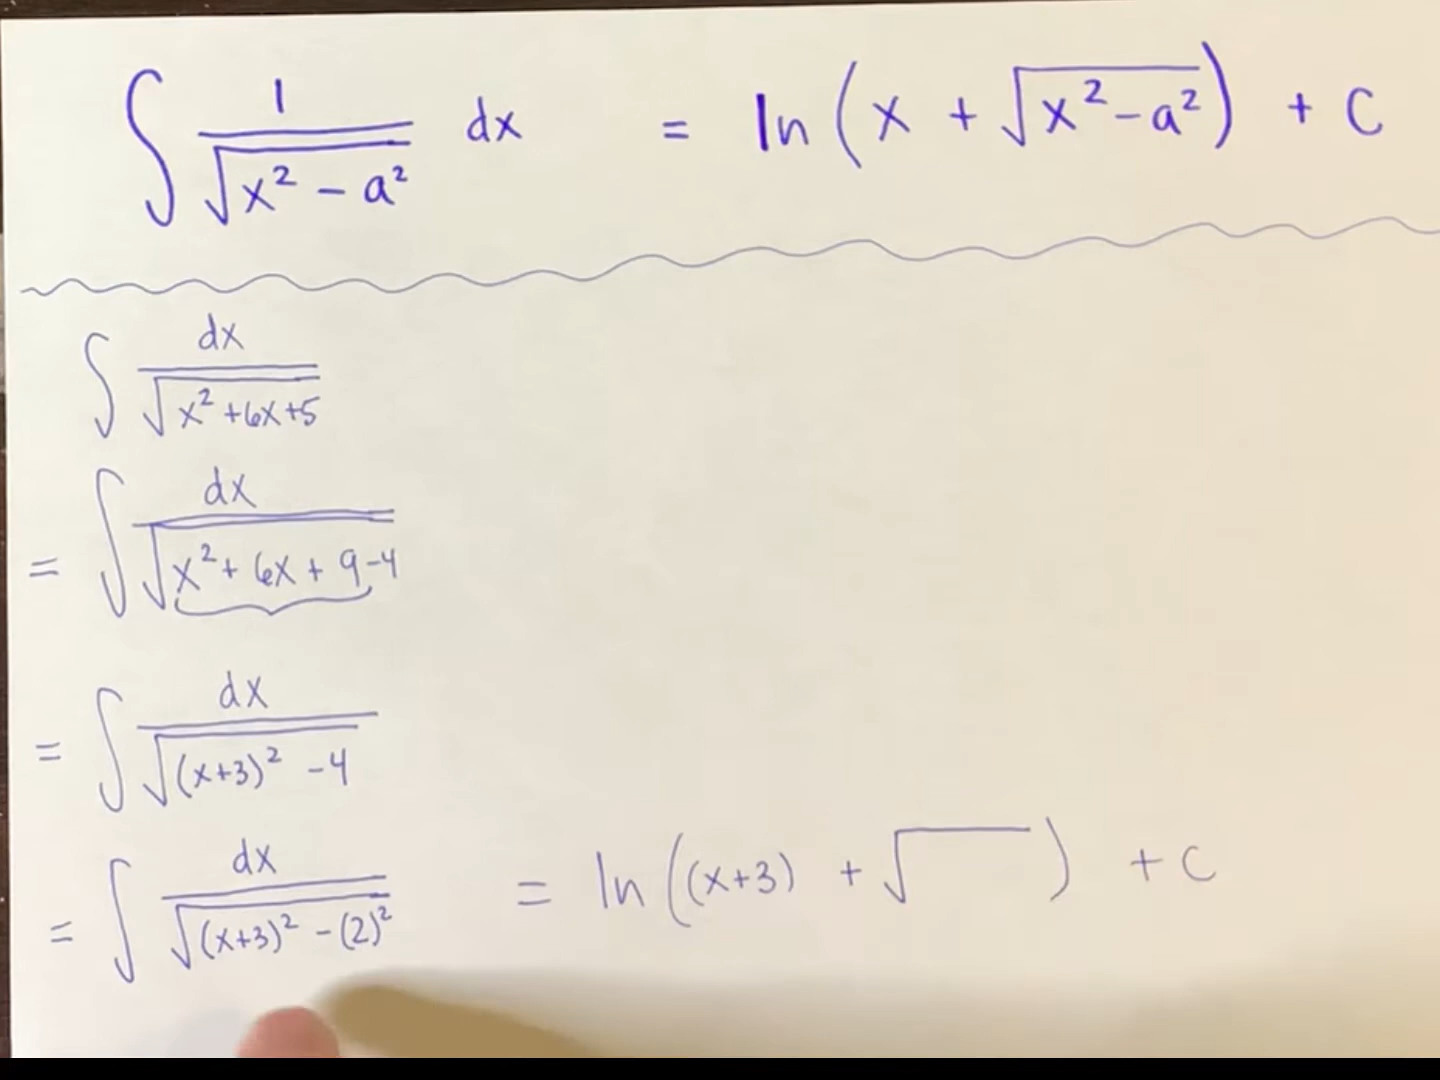 ∫ 1/√(x² - a²) dx = ln(x + √(x² - a²)) + C
∫ dx/√(x² + 6x + 5)
= ∫ dx/√(x² + 6x + 9 - 4)
= ∫ dx/√((x+3)² - 4)
= ∫ dx/√((x+3)² - (2)²) = ln((x+3) + √ ) + C